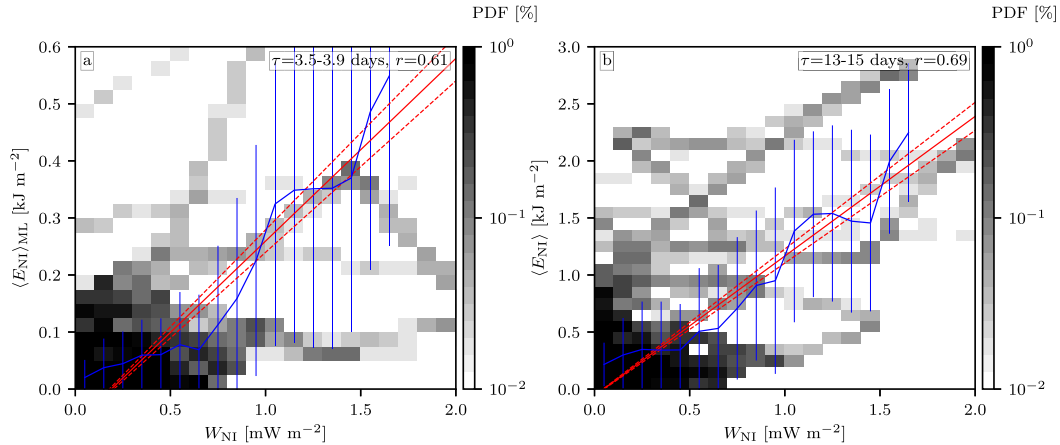 PDF [%]
PDF [%]
a
τ=3.5-3.9 days, r=0.61
b
τ=13-15 days, r=0.69
0.6
0.5
0.4
0.3
0.2
0.1
0.0
⟨E_NI⟩_ML [kJ m⁻²]
0.0 0.5 1.0 1.5 2.0
W_NI [mW m⁻²]
10⁰
10⁻¹
10⁻²
3.0
2.5
2.0
1.5
1.0
0.5
0.0
⟨E_NI⟩ [kJ m⁻²]
0.0 0.5 1.0 1.5 2.0
W_NI [mW m⁻²]
10⁰
10⁻¹
10⁻²